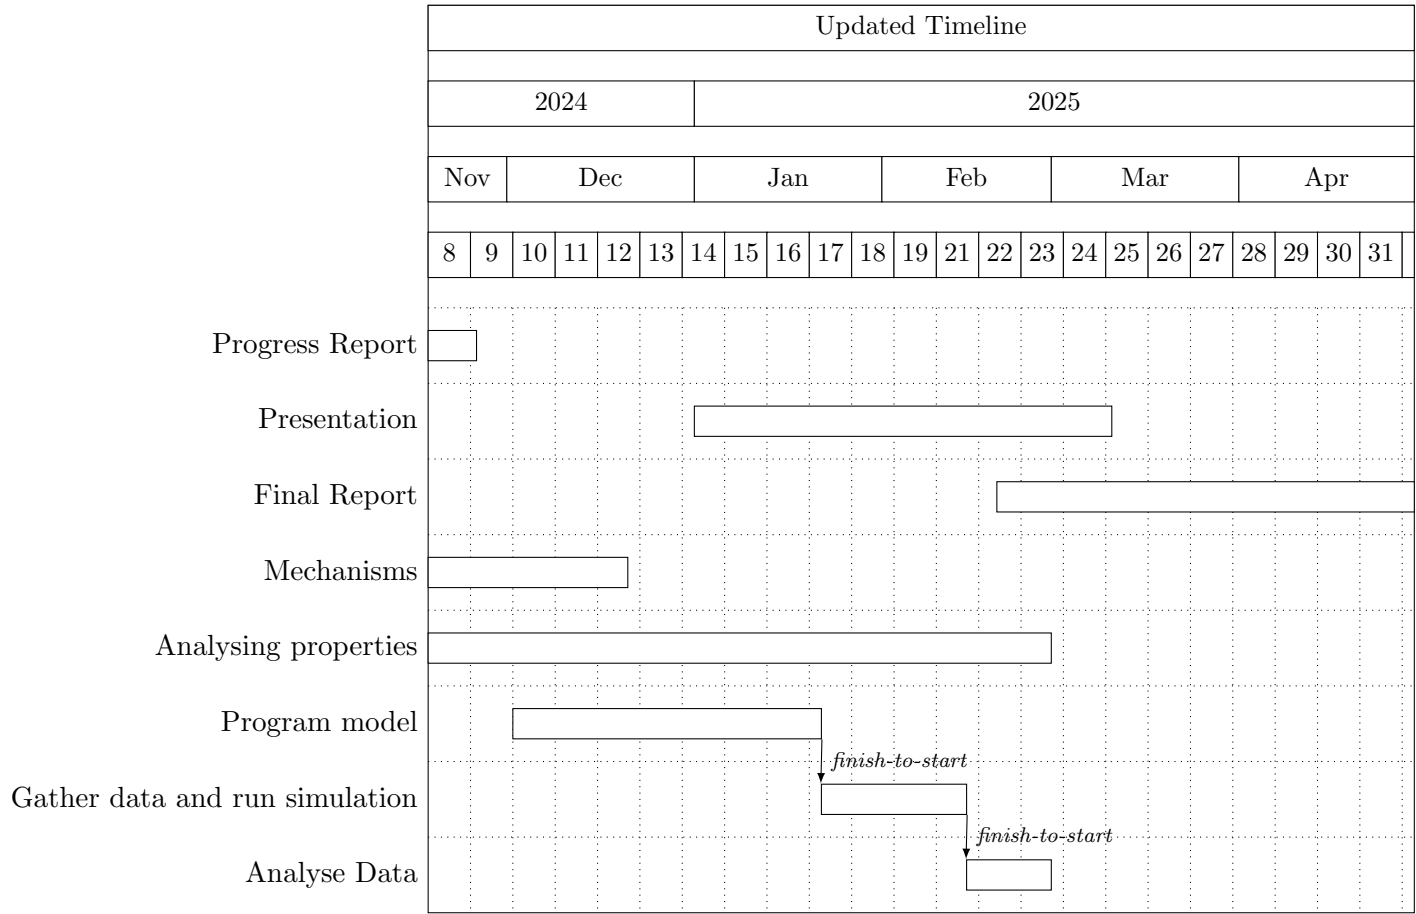 Updated Timeline
2024 2025
Nov Dec Jan Feb Mar Apr
8 9 10 11 12 13 14 15 16 17 18 19 20 21 22 23 24 25 26 27 28 29 30 31
Progress Report
Presentation
Final Report
Mechanisms
Analysing properties
Program model
finish-to-start
Gather data and run simulation
finish-to-start
Analyse Data